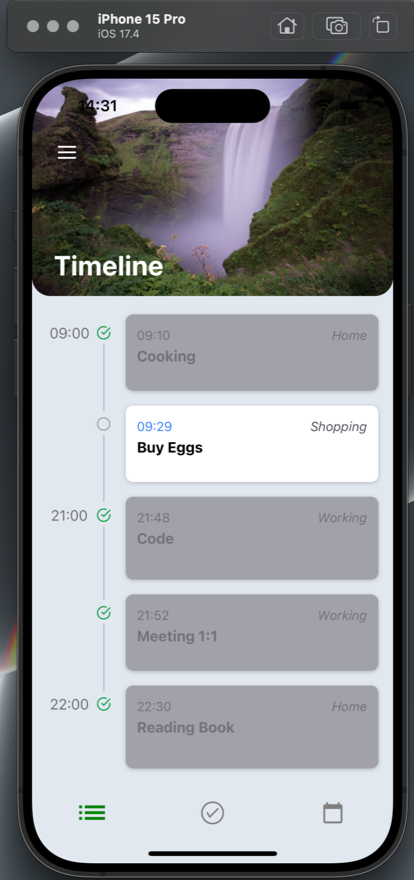 iPhone 15 Pro
iOS 17.4
14:31
Timeline
09:00
09:10 Home
Cooking
09:29 Shopping
Buy Eggs
21:00
21:48 Working
Code
21:52 Working
Meeting 1:1
22:00
22:30 Home
Reading Book